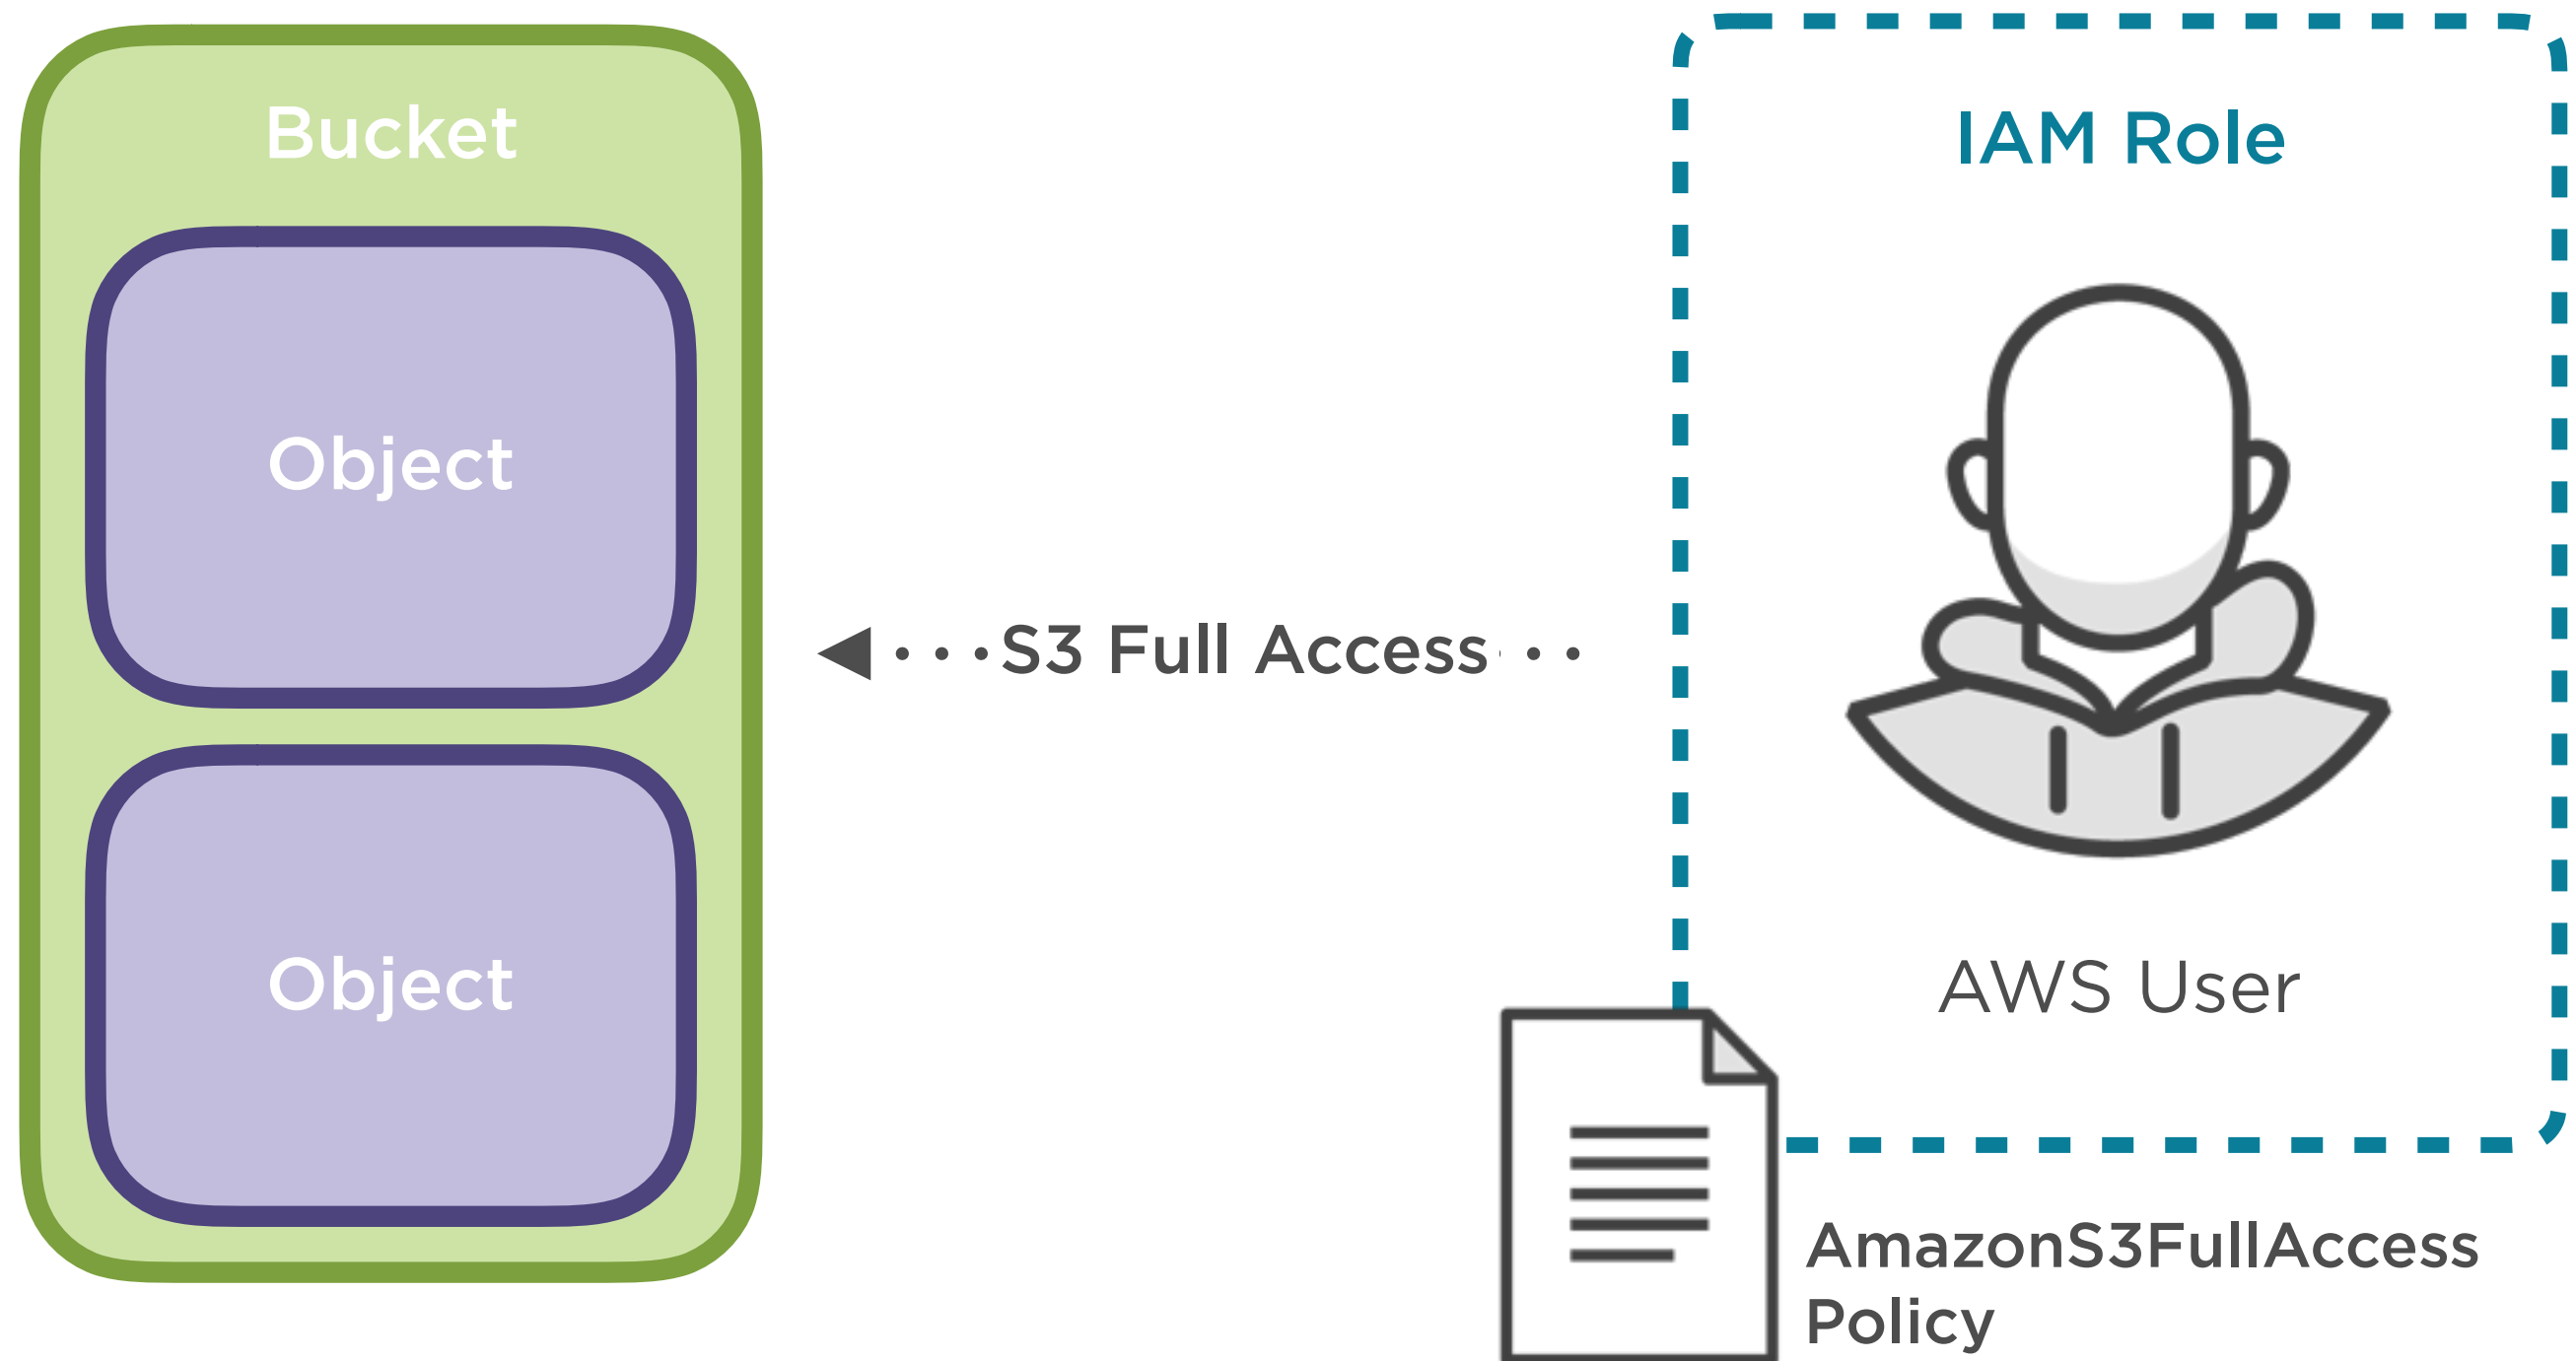 Bucket
Object
Object
S3 Full Access
IAM Role
AWS User
AmazonS3FullAccess
Policy